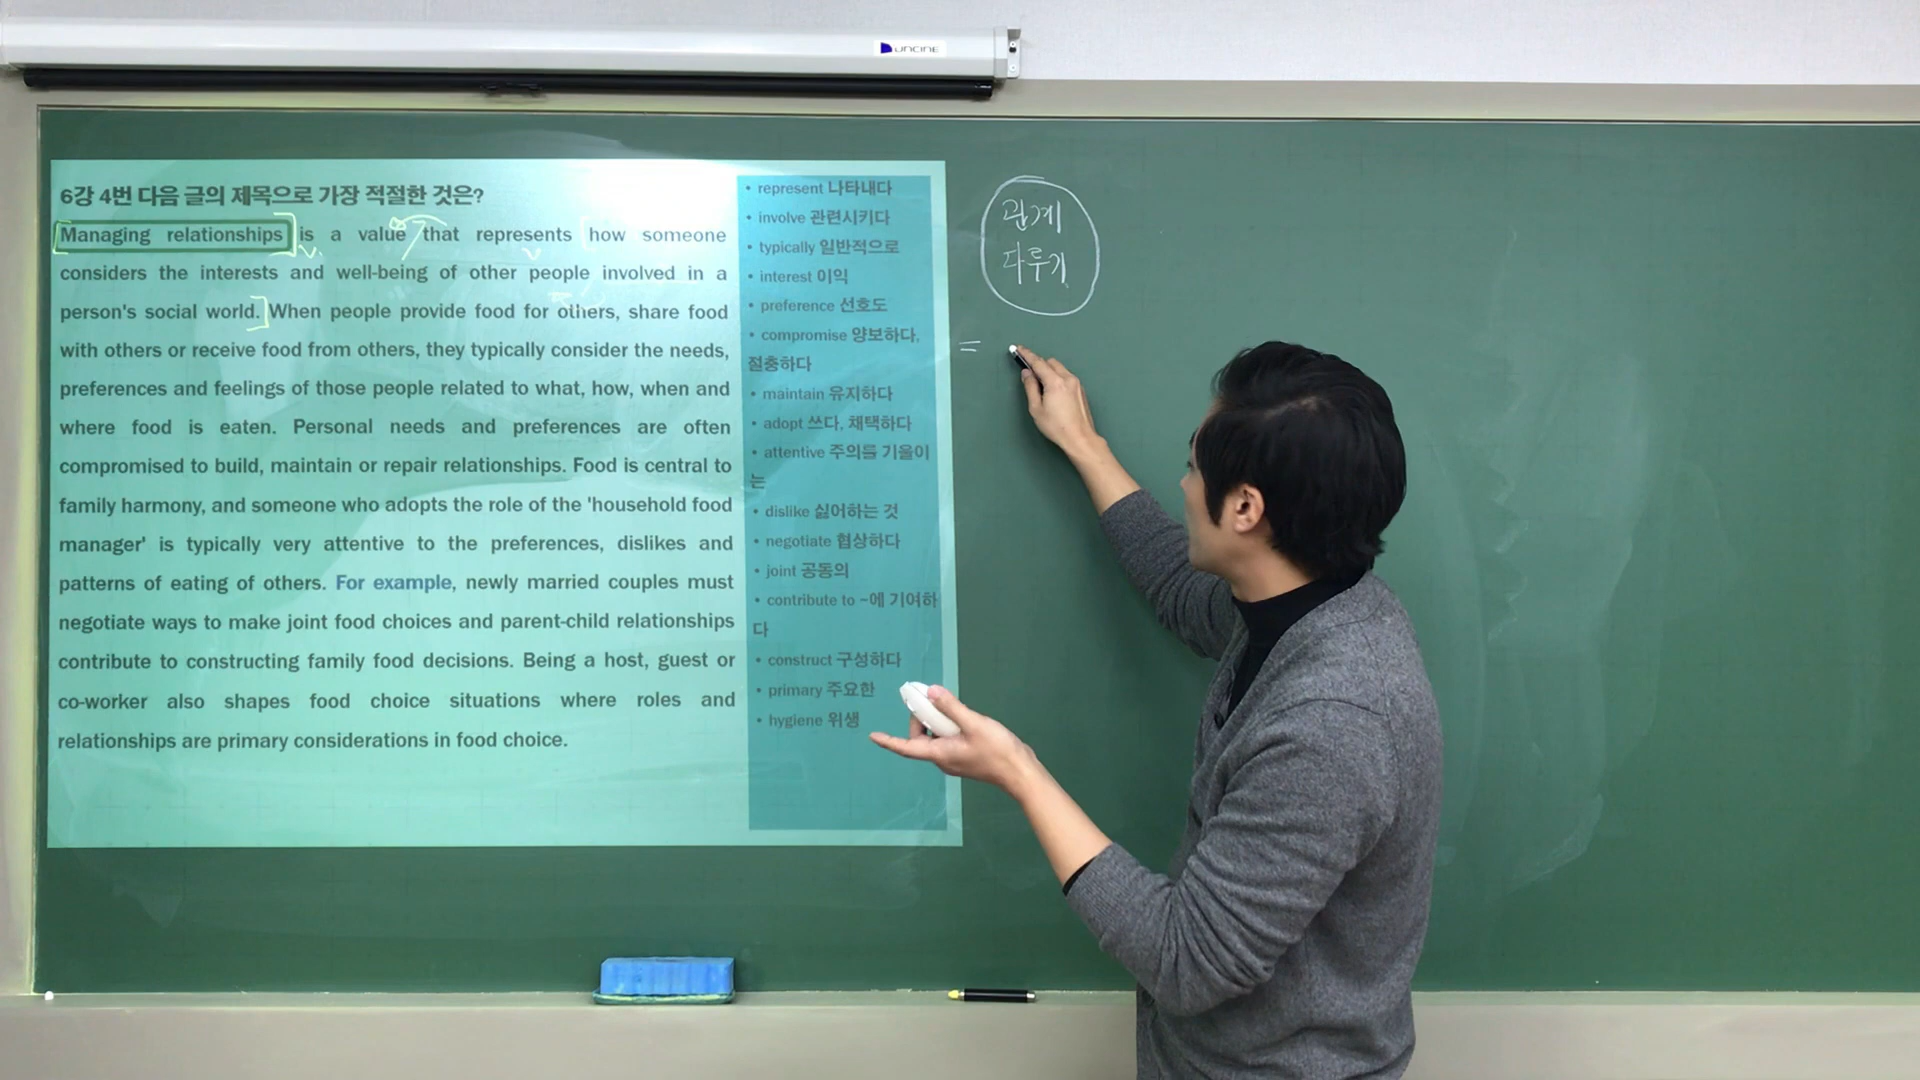 UNCINE
6강 4번 다음 글의 제목으로 가장 적절한 것은?
Managing relationships is a value that represents how someone
considers the interests and well-being of other people involved in a
person's social world. When people provide food for others, share food
with others or receive food from others, they typically consider the needs,
preferences and feelings of those people related to what, how, when and
where food is eaten. Personal needs and preferences are often
compromised to build, maintain or repair relationships. Food is central to
family harmony, and someone who adopts the role of the 'household food
manager' is typically very attentive to the preferences, dislikes and
patterns of eating of others. For example, newly married couples must
negotiate ways to make joint food choices and parent-child relationships
contribute to constructing family food decisions. Being a host, guest or
co-worker also shapes food choice situations where roles and
relationships are primary considerations in food choice.
• represent 나타내다
• involve 관련시키다
• typically 일반적으로
• interest 이익
• preference 선호도
• compromise 양보하다,
절충하다
• maintain 유지하다
• adopt 쓰다, 채택하다
• attentive 주의를 기울이
는
• dislike 싫어하는 것
• negotiate 협상하다
• joint 공동의
• contribute to ~에 기여하
다
• construct 구성하다
• primary 주요한
• hygiene 위생
관계
다루기
=